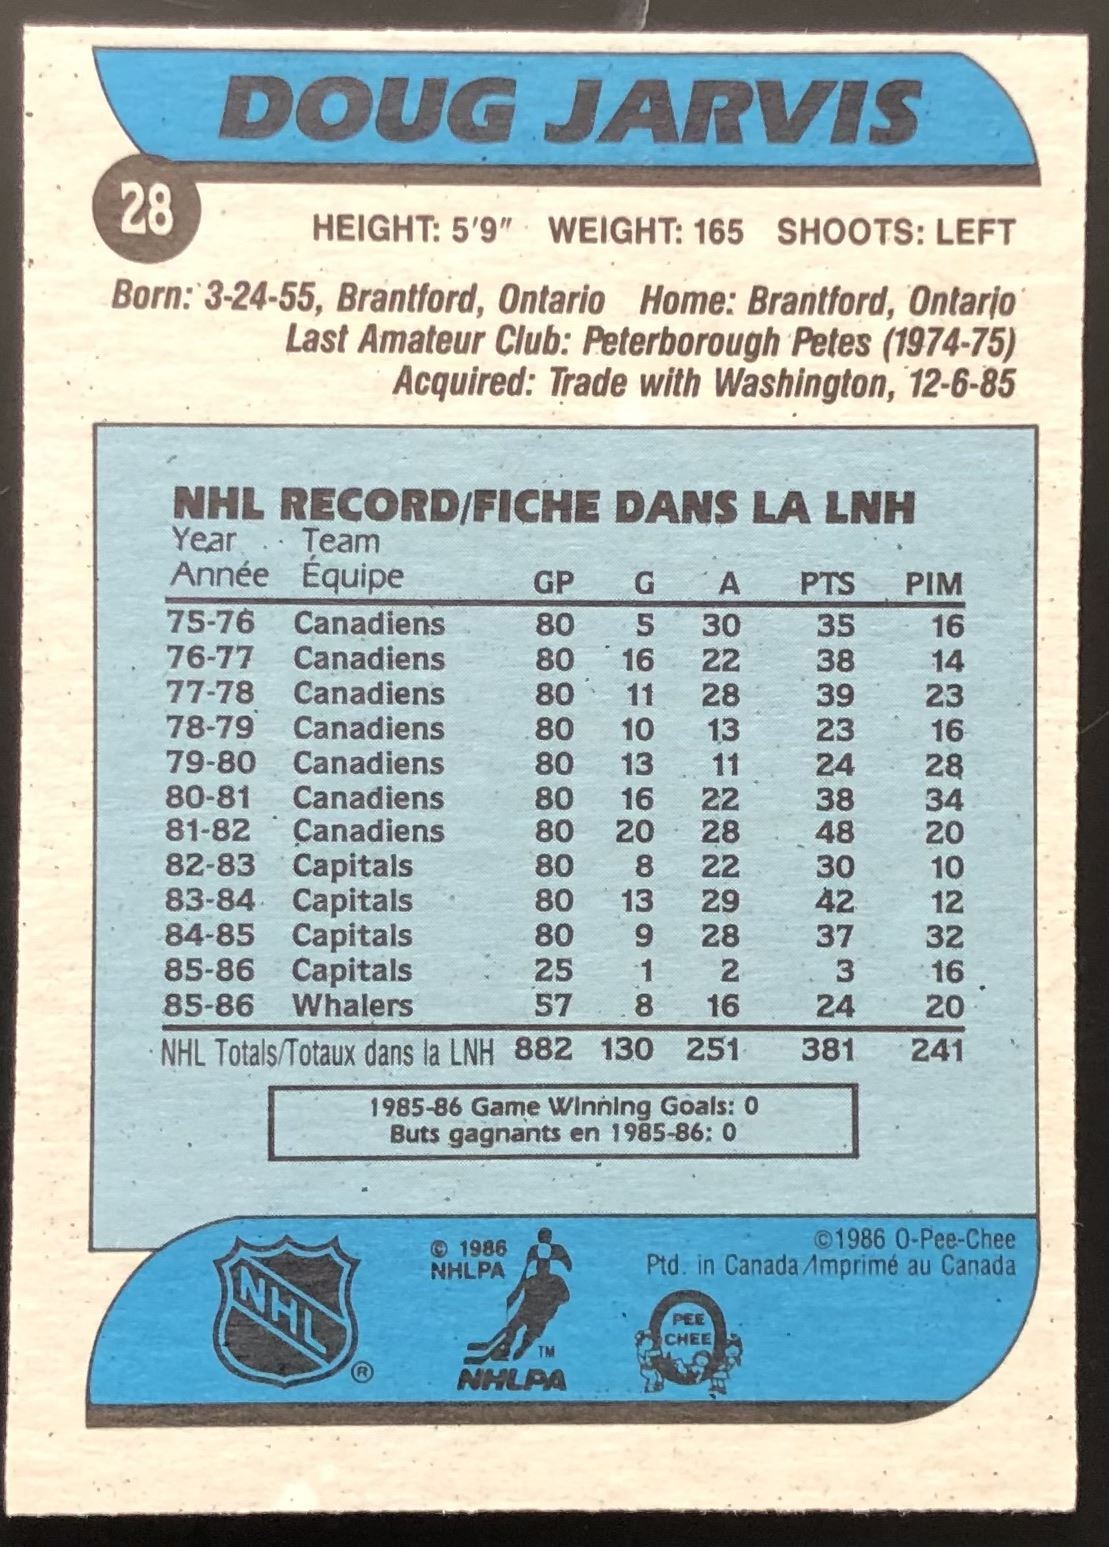 DOUG JARVIS
28
HEIGHT: 5'9" WEIGHT: 165 SHOOTS: LEFT
Born: 3-24-55, Brantford, Ontario Home: Brantford, Ontario
Last Amateur Club: Peterborough Petes (1974-75)
Acquired: Trade with Washington, 12-6-85
NHL RECORD/FICHE DANS LA LNH
Year Team
Année Équipe GP G A PTS PIM
75-76 Canadiens 80 5 30 35 16
76-77 Canadiens 80 16 22 38 14
77-78 Canadiens 80 11 28 39 23
78-79 Canadiens 80 10 13 23 16
79-80 Canadiens 80 13 11 24 28
80-81 Canadiens 80 16 22 38 34
81-82 Canadiens 80 20 28 48 20
82-83 Capitals 80 8 22 30 10
83-84 Capitals 80 13 29 42 12
84-85 Capitals 80 9 28 37 32
85-86 Capitals 25 1 2 3 16
85-86 Whalers 57 8 16 24 20
NHL Totals/Totaux dans la LNH 882 130 251 381 241
1985-86 Game Winning Goals: 0
Buts gagnants en 1985-86: 0
NHL ®
© 1986
NHLPA
TM
NHLPA
©1986 O-Pee-Chee
Ptd. in Canada/Imprimé au Canada
PEE
CHEE